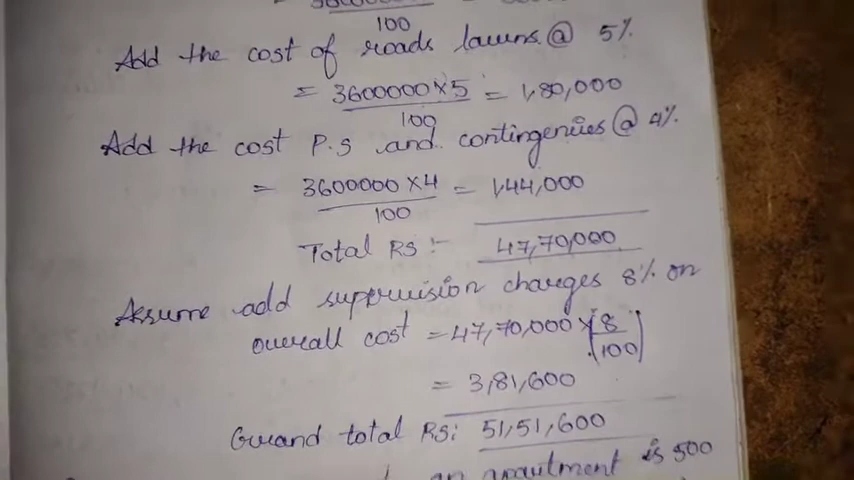 100
Add the cost of roads lawns @ 5%
= 3600000×5 = 1,80,000
100
Add the cost P.S and contingencies @ 4%.
= 3600000×4 = 1,44,000
100
Total RS :- 47,70,000
Assume add supervision charges 8% on
overall cost = 47,70,000 × (8
100)
= 3,81,600
Grand total RS: 51,51,600
is 500